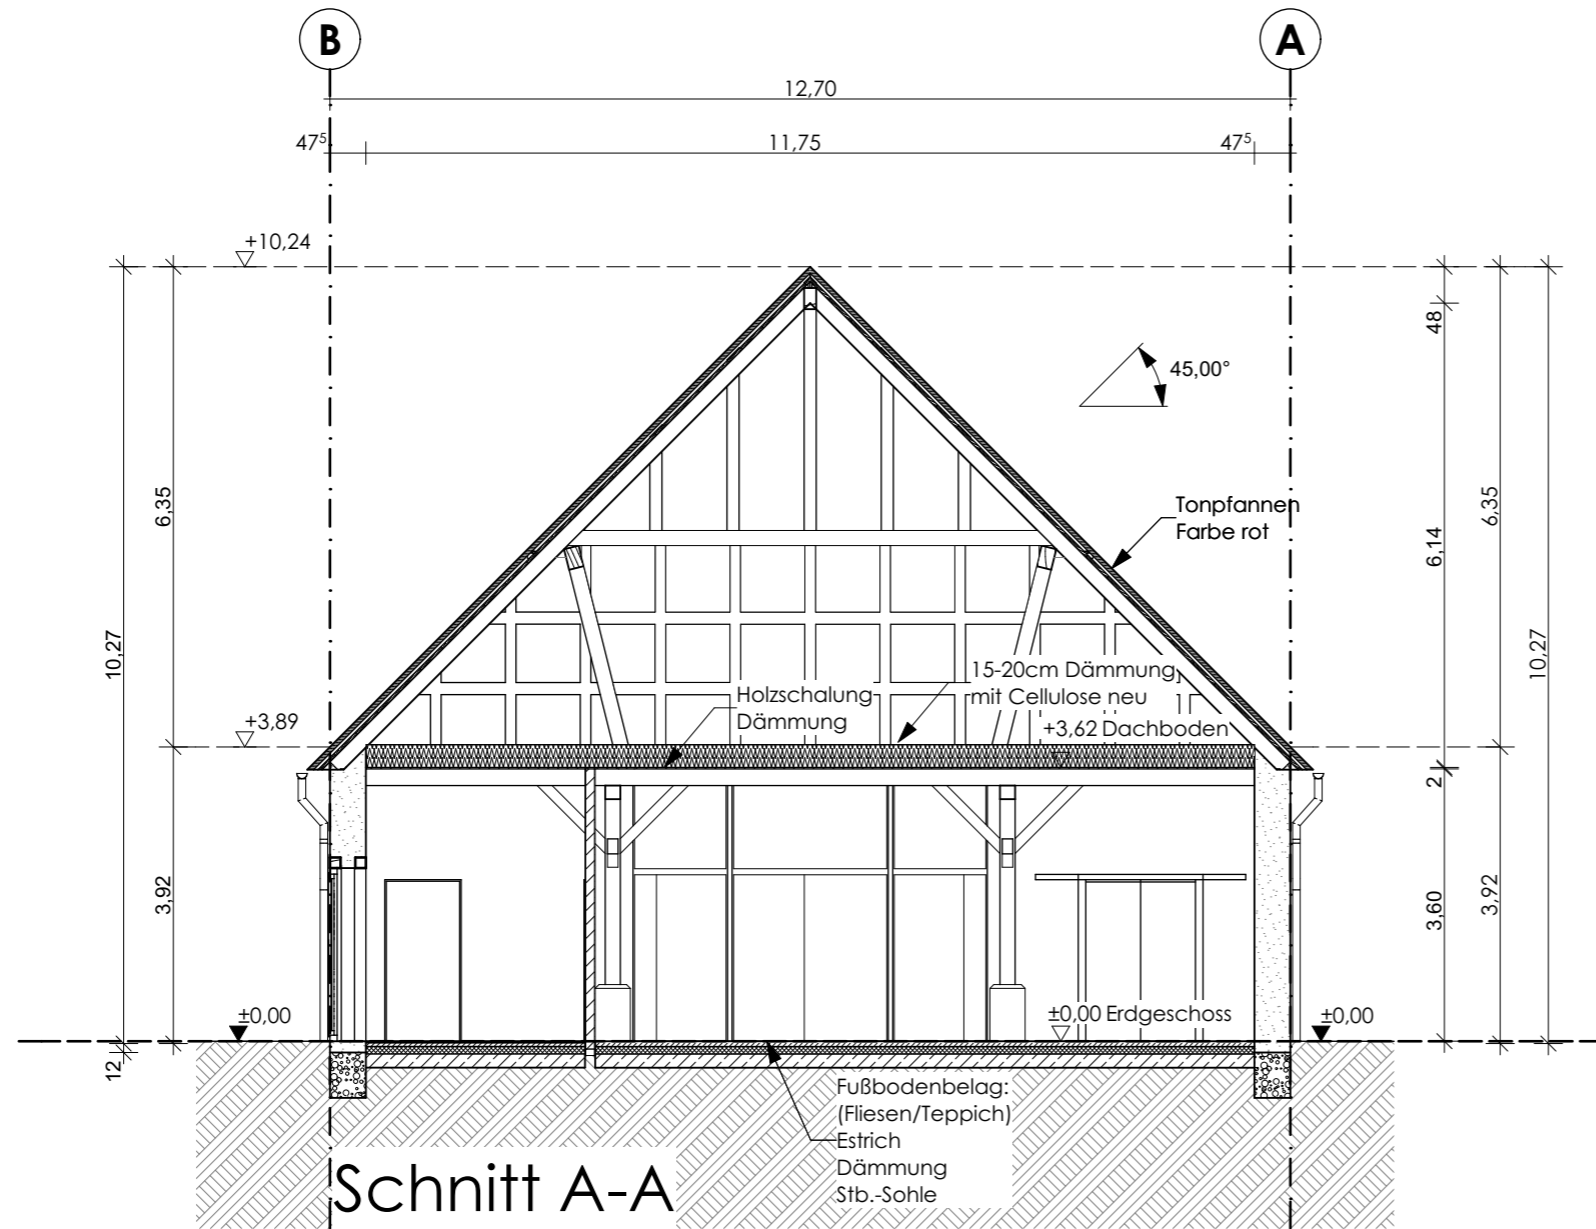 B
A
12,70
47⁵
11,75
47⁵
+10,24
48
45,00°
6,35
Tonpfannen
Farbe rot
6,14
6,35
10,27
10,27
15-20cm Dämmung
mit Cellulose neu
Holzschalung
Dämmung
+3,89
+3,62 Dachboden
2
3,92
3,60
3,92
±0,00
±0,00 Erdgeschoss
±0,00
12
Fußbodenbelag:
(Fliesen/Teppich)
Estrich
Dämmung
Stb.-Sohle
Schnitt A-A